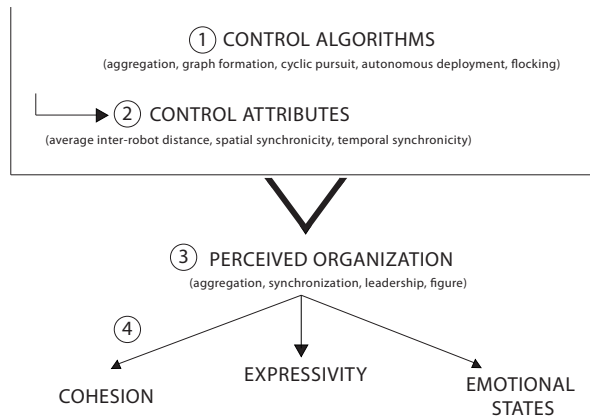 1 CONTROL ALGORITHMS
(aggregation, graph formation, cyclic pursuit, autonomous deployment, flocking)
2 CONTROL ATTRIBUTES
(average inter-robot distance, spatial synchronicity, temporal synchronicity)
3 PERCEIVED ORGANIZATION
(aggregation, synchronization, leadership, figure)
4
COHESION
EXPRESSIVITY
EMOTIONAL
STATES